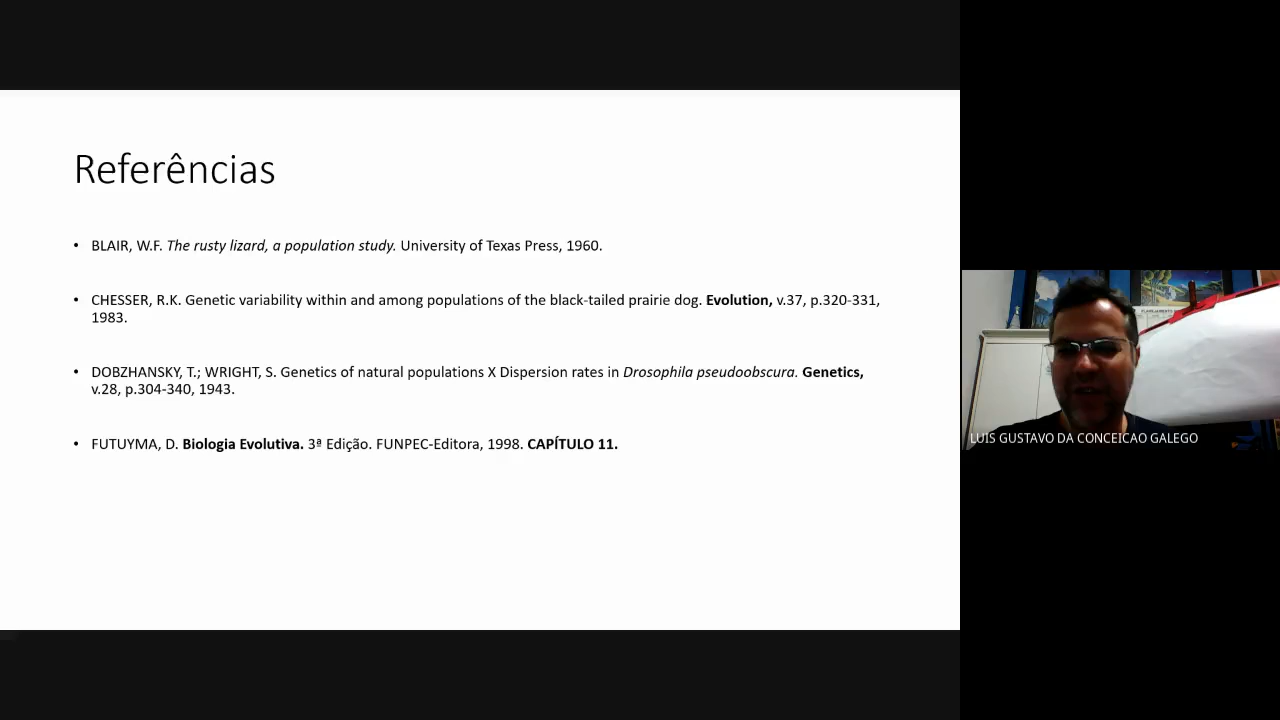 Referências
• BLAIR, W.F. The rusty lizard, a population study. University of Texas Press, 1960.
• CHESSER, R.K. Genetic variability within and among populations of the black-tailed prairie dog. Evolution, v.37, p.320-331,
1983.
• DOBZHANSKY, T.; WRIGHT, S. Genetics of natural populations X Dispersion rates in Drosophila pseudoobscura. Genetics,
v.28, p.304-340, 1943.
• FUTUYMA, D. Biologia Evolutiva. 3ª Edição. FUNPEC-Editora, 1998. CAPÍTULO 11.
LUIS GUSTAVO DA CONCEICAO GALEGO